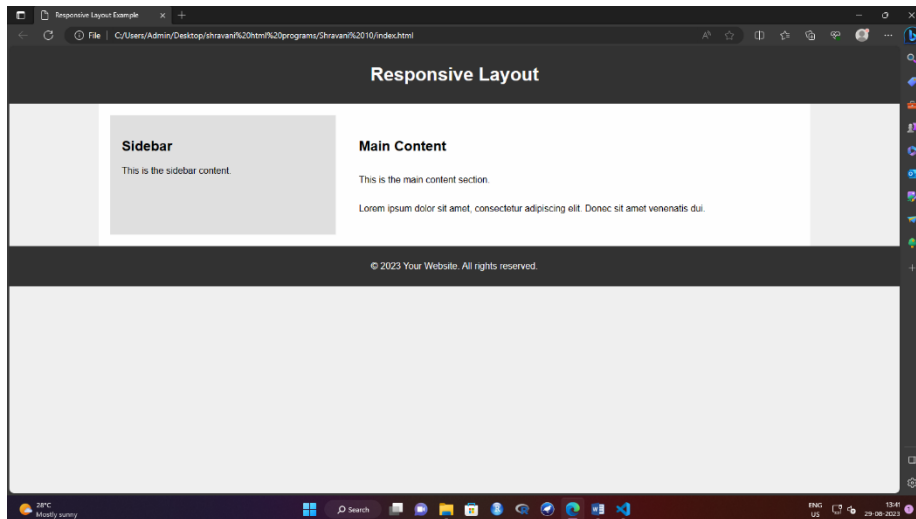 Responsive Layout Example
File
C:/Users/Admin/Desktop/shravani%20html%20programs/Shravani%2010/index.html
Responsive Layout
Sidebar
This is the sidebar content.
Main Content
This is the main content section.
Lorem ipsum dolor sit amet, consectetur adipiscing elit. Donec sit amet venenatis dui.
© 2023 Your Website. All rights reserved.
28°C
Mostly sunny
Search
ENG
US
13:41
29-08-2023